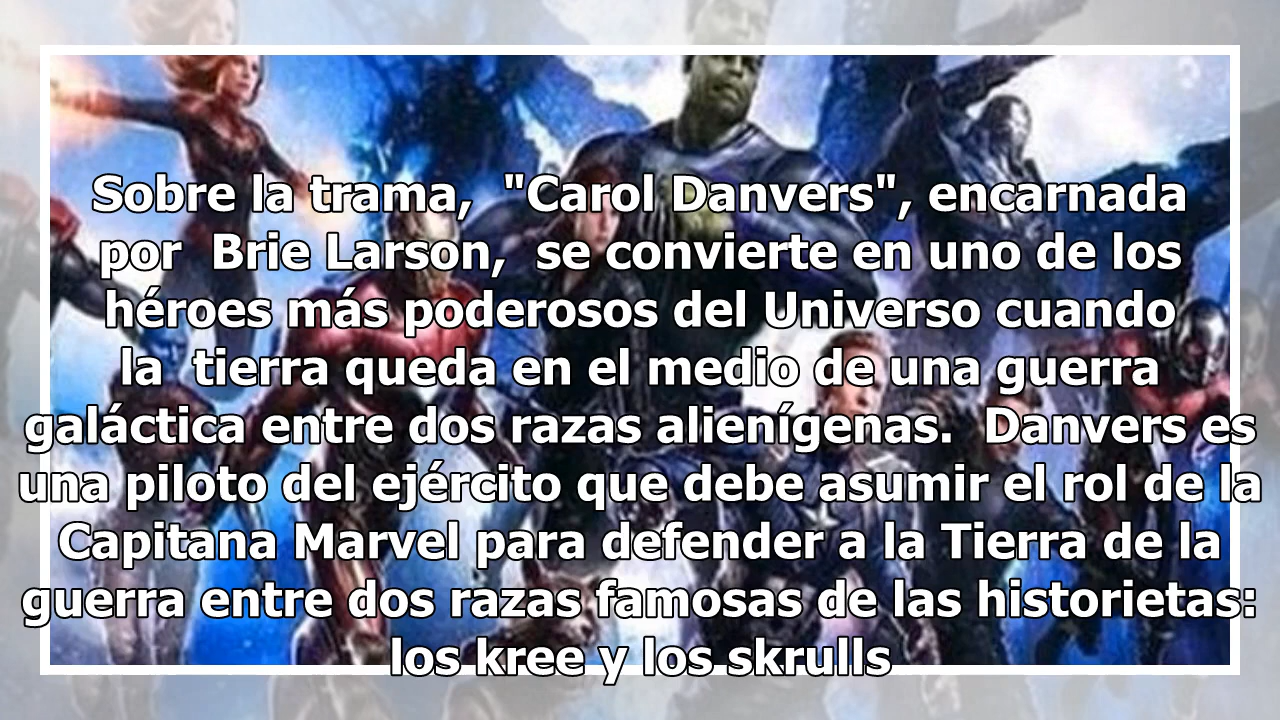 Sobre la trama,  "Carol Danvers", encarnada
por  Brie Larson,  se convierte en uno de los
héroes más poderosos del Universo cuando
la  tierra queda en el medio de una guerra
galáctica entre dos razas alienígenas.  Danvers es
una piloto del ejército que debe asumir el rol de la
Capitana Marvel para defender a la Tierra de la
guerra entre dos razas famosas de las historietas:
los kree y los skrulls